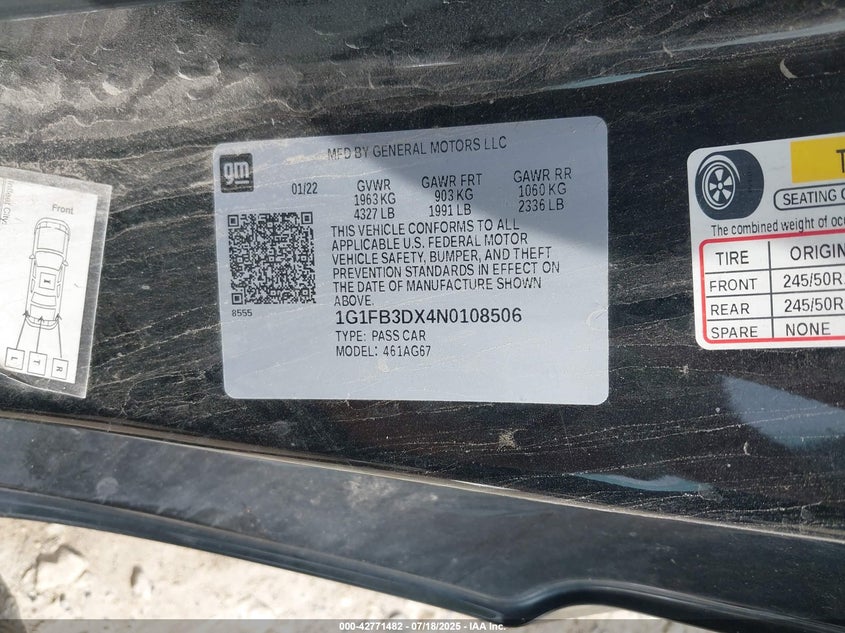 Front
L T R
gm
MFD BY GENERAL MOTORS LLC
01/22
GVWR
1963 KG
4327 LB
GAWR FRT
903 KG
1991 LB
GAWR RR
1060 KG
2336 LB
THIS VEHICLE CONFORMS TO ALL
APPLICABLE U.S. FEDERAL MOTOR
VEHICLE SAFETY, BUMPER, AND THEFT
PREVENTION STANDARDS IN EFFECT ON
THE DATE OF MANUFACTURE SHOWN
ABOVE.
8555
1G1FB3DX4N0108506
TYPE: PASS CAR
MODEL: 461AG67
T
SEATING C
The combined weight of occ
TIRE ORIGIN
FRONT 245/50R
REAR 245/50R
SPARE NONE
000-42771482 - 07/18/2025 - IAA Inc.